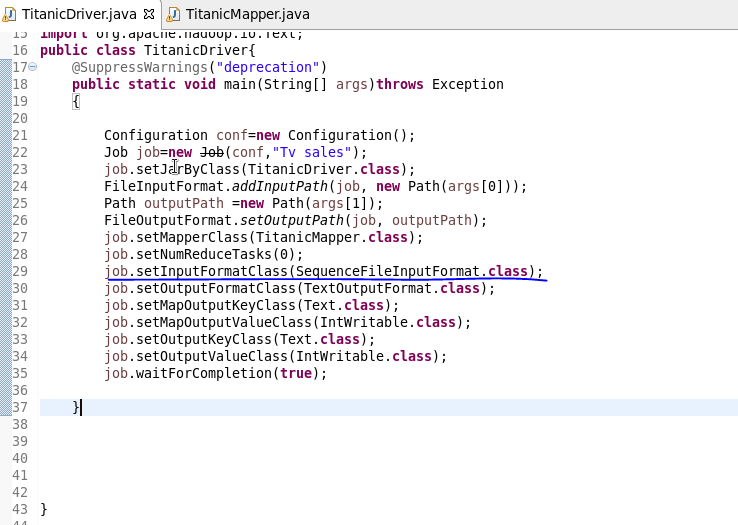 TitanicDriver.java TitanicMapper.java
15 import org.apache.hadoop.io.Text;
16 public class TitanicDriver{
17 @SuppressWarnings("deprecation")
18 public static void main(String[] args)throws Exception
19 {
20
21 Configuration conf=new Configuration();
22 Job job=new Job(conf,"Tv sales");
23 job.setJarByClass(TitanicDriver.class);
24 FileInputFormat.addInputPath(job, new Path(args[0]));
25 Path outputPath =new Path(args[1]);
26 FileOutputFormat.setOutputPath(job, outputPath);
27 job.setMapperClass(TitanicMapper.class);
28 job.setNumReduceTasks(0);
29 job.setInputFormatClass(SequenceFileInputFormat.class);
30 job.setOutputFormatClass(TextOutputFormat.class);
31 job.setMapOutputKeyClass(Text.class);
32 job.setMapOutputValueClass(IntWritable.class);
33 job.setOutputKeyClass(Text.class);
34 job.setOutputValueClass(IntWritable.class);
35 job.waitForCompletion(true);
36
37 }
38
39
40
41
42
43 }
44